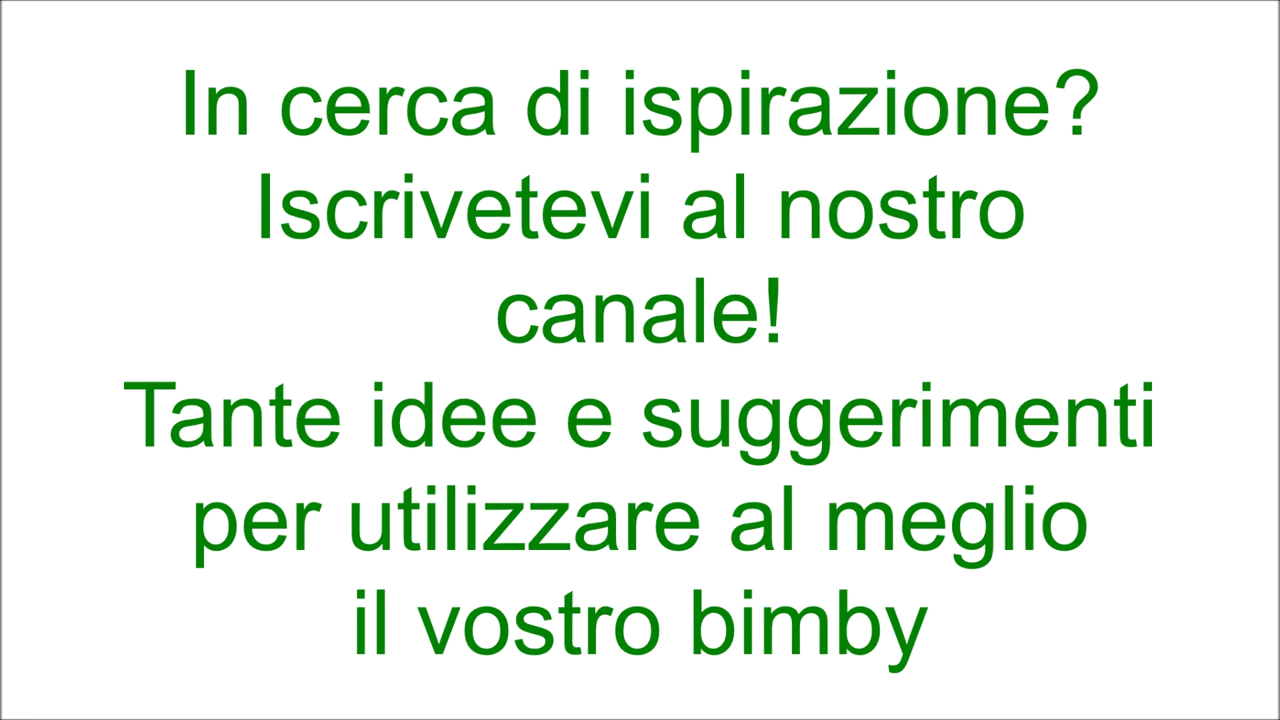 In cerca di ispirazione?
Iscrivetevi al nostro
canale!
Tante idee e suggerimenti
per utilizzare al meglio
il vostro bimby